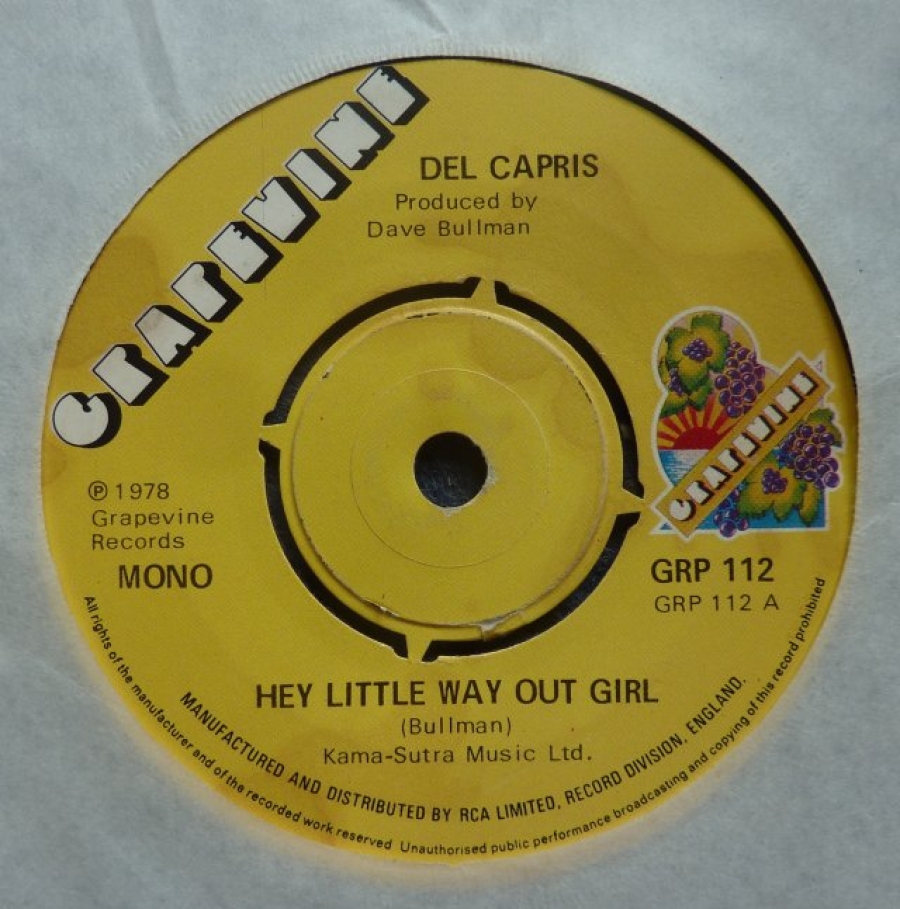 GRAPEVINE
DEL CAPRIS
Produced by
Dave Bullman
GRAPEVINE
℗ 1978
Grapevine
Records
MONO
GRP 112
GRP 112 A
HEY LITTLE WAY OUT GIRL
(Bullman)
Kama-Sutra Music Ltd.
MANUFACTURED AND DISTRIBUTED BY RCA LIMITED, RECORD DIVISION, ENGLAND.
All rights of the manufacturer and of the recorded work reserved Unauthorised public performance broadcasting and copying of this record prohibited